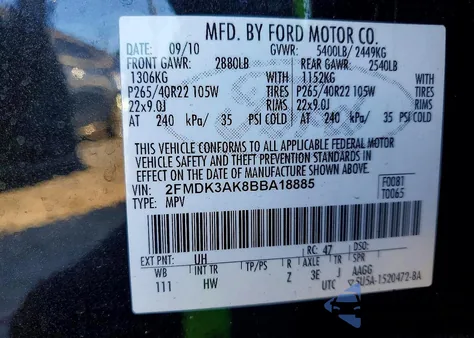 MFD. BY FORD MOTOR CO.
DATE: 09/10 GVWR: 5400LB/ 2449KG
FRONT GAWR: 2880LB REAR GAWR: 2540LB
1306KG WITH 1152KG WITH
P265/40R22 105W TIRES P265/40R22 105W TIRES
22x9.0J RIMS 22x9.0J RIMS
AT 240 kPa/ 35 PSI COLD AT 240 kPa/ 35 PSI COLD
THIS VEHICLE CONFORMS TO ALL APPLICABLE FEDERAL MOTOR
VEHICLE SAFETY AND THEFT PREVENTION STANDARDS IN
EFFECT ON THE DATE OF MANUFACTURE SHOWN ABOVE.
VIN: 2FMDK3AK8BBA18885 F0081
TYPE: MPV T0065
EXT PNT: UH RC: 47 DSO:
WB INT TR TP/PS R AXLE TR SPR
111 HW Z 3E J AAGG
UTC 5U5A-1520472-BA